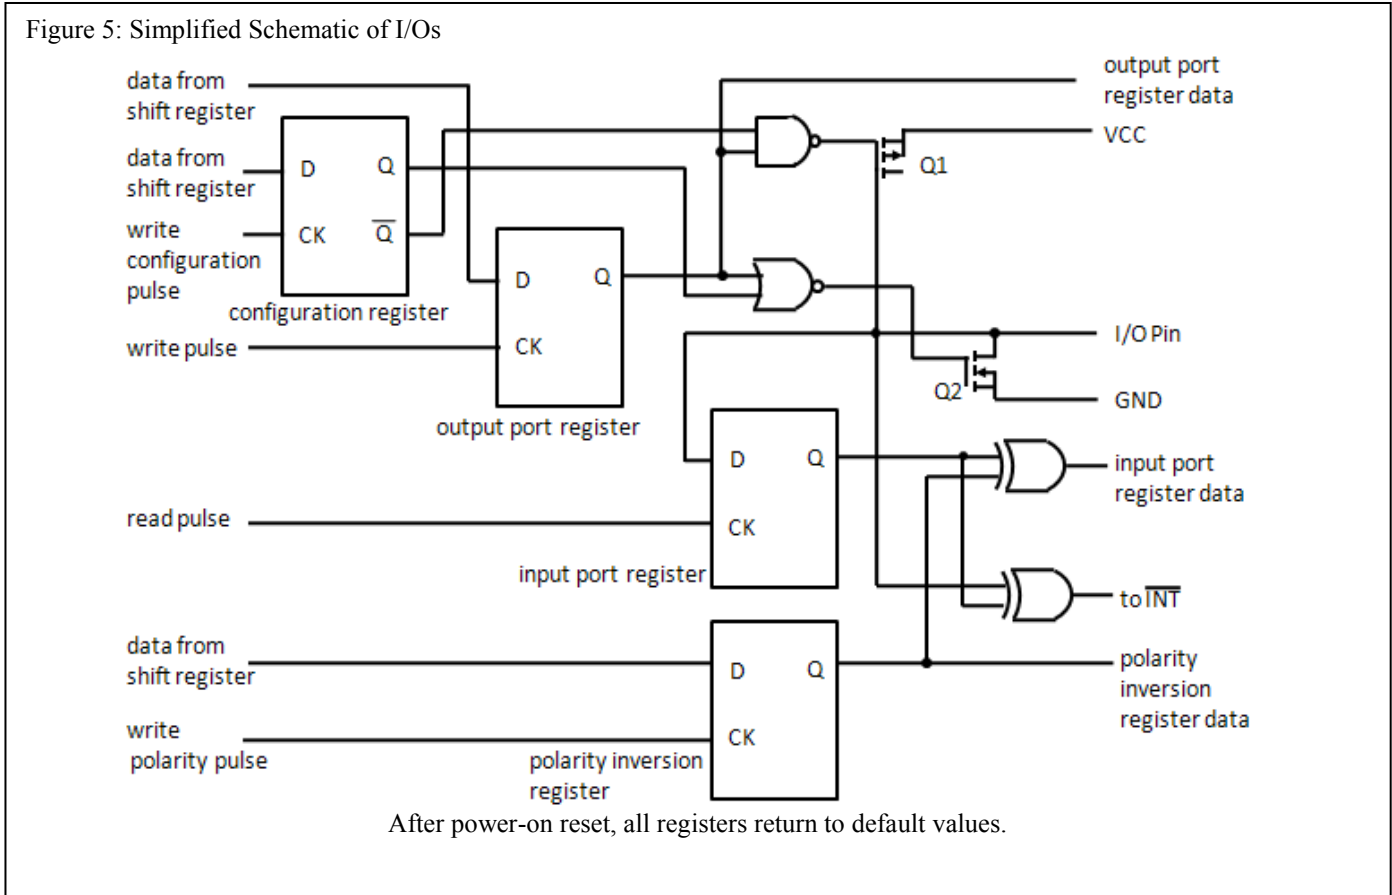 Figure 5: Simplified Schematic of I/Os
data from
shift register
output port
register data
VCC
data from
shift register
D
Q
Q1
write
configuration
pulse
CK
Q
configuration register
D
Q
write pulse
CK
output port register
I/O Pin
Q2
GND
D
Q
input port
register data
read pulse
CK
input port register
to INT
data from
shift register
D
Q
polarity
inversion
register data
write
polarity pulse
CK
polarity inversion
register
After power-on reset, all registers return to default values.